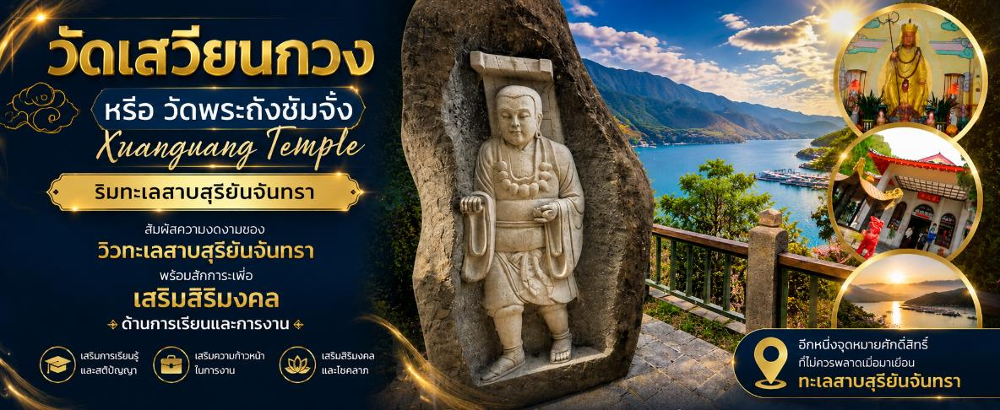 วัดเสวียนกวง
หรือ วัดพระถังซัมจั๋ง
Xuanguang Temple
ริมทะเลสาบสุริยันจันทรา
สัมผัสความงดงามของ
วิวทะเลสาบสุริยันจันทรา
พร้อมสักการะเพื่อ
เสริมสิริมงคล
ด้านการเรียนและการงาน
เสริมการเรียนรู้
และสติปัญญา
เสริมความก้าวหน้า
ในการงาน
เสริมสิริมงคล
และโชคลาภ
อีกหนึ่งจุดหมายศักดิ์สิทธิ์
ที่ไม่ควรพลาดเมื่อมาเยือน
ทะเลสาบสุริยันจันทรา